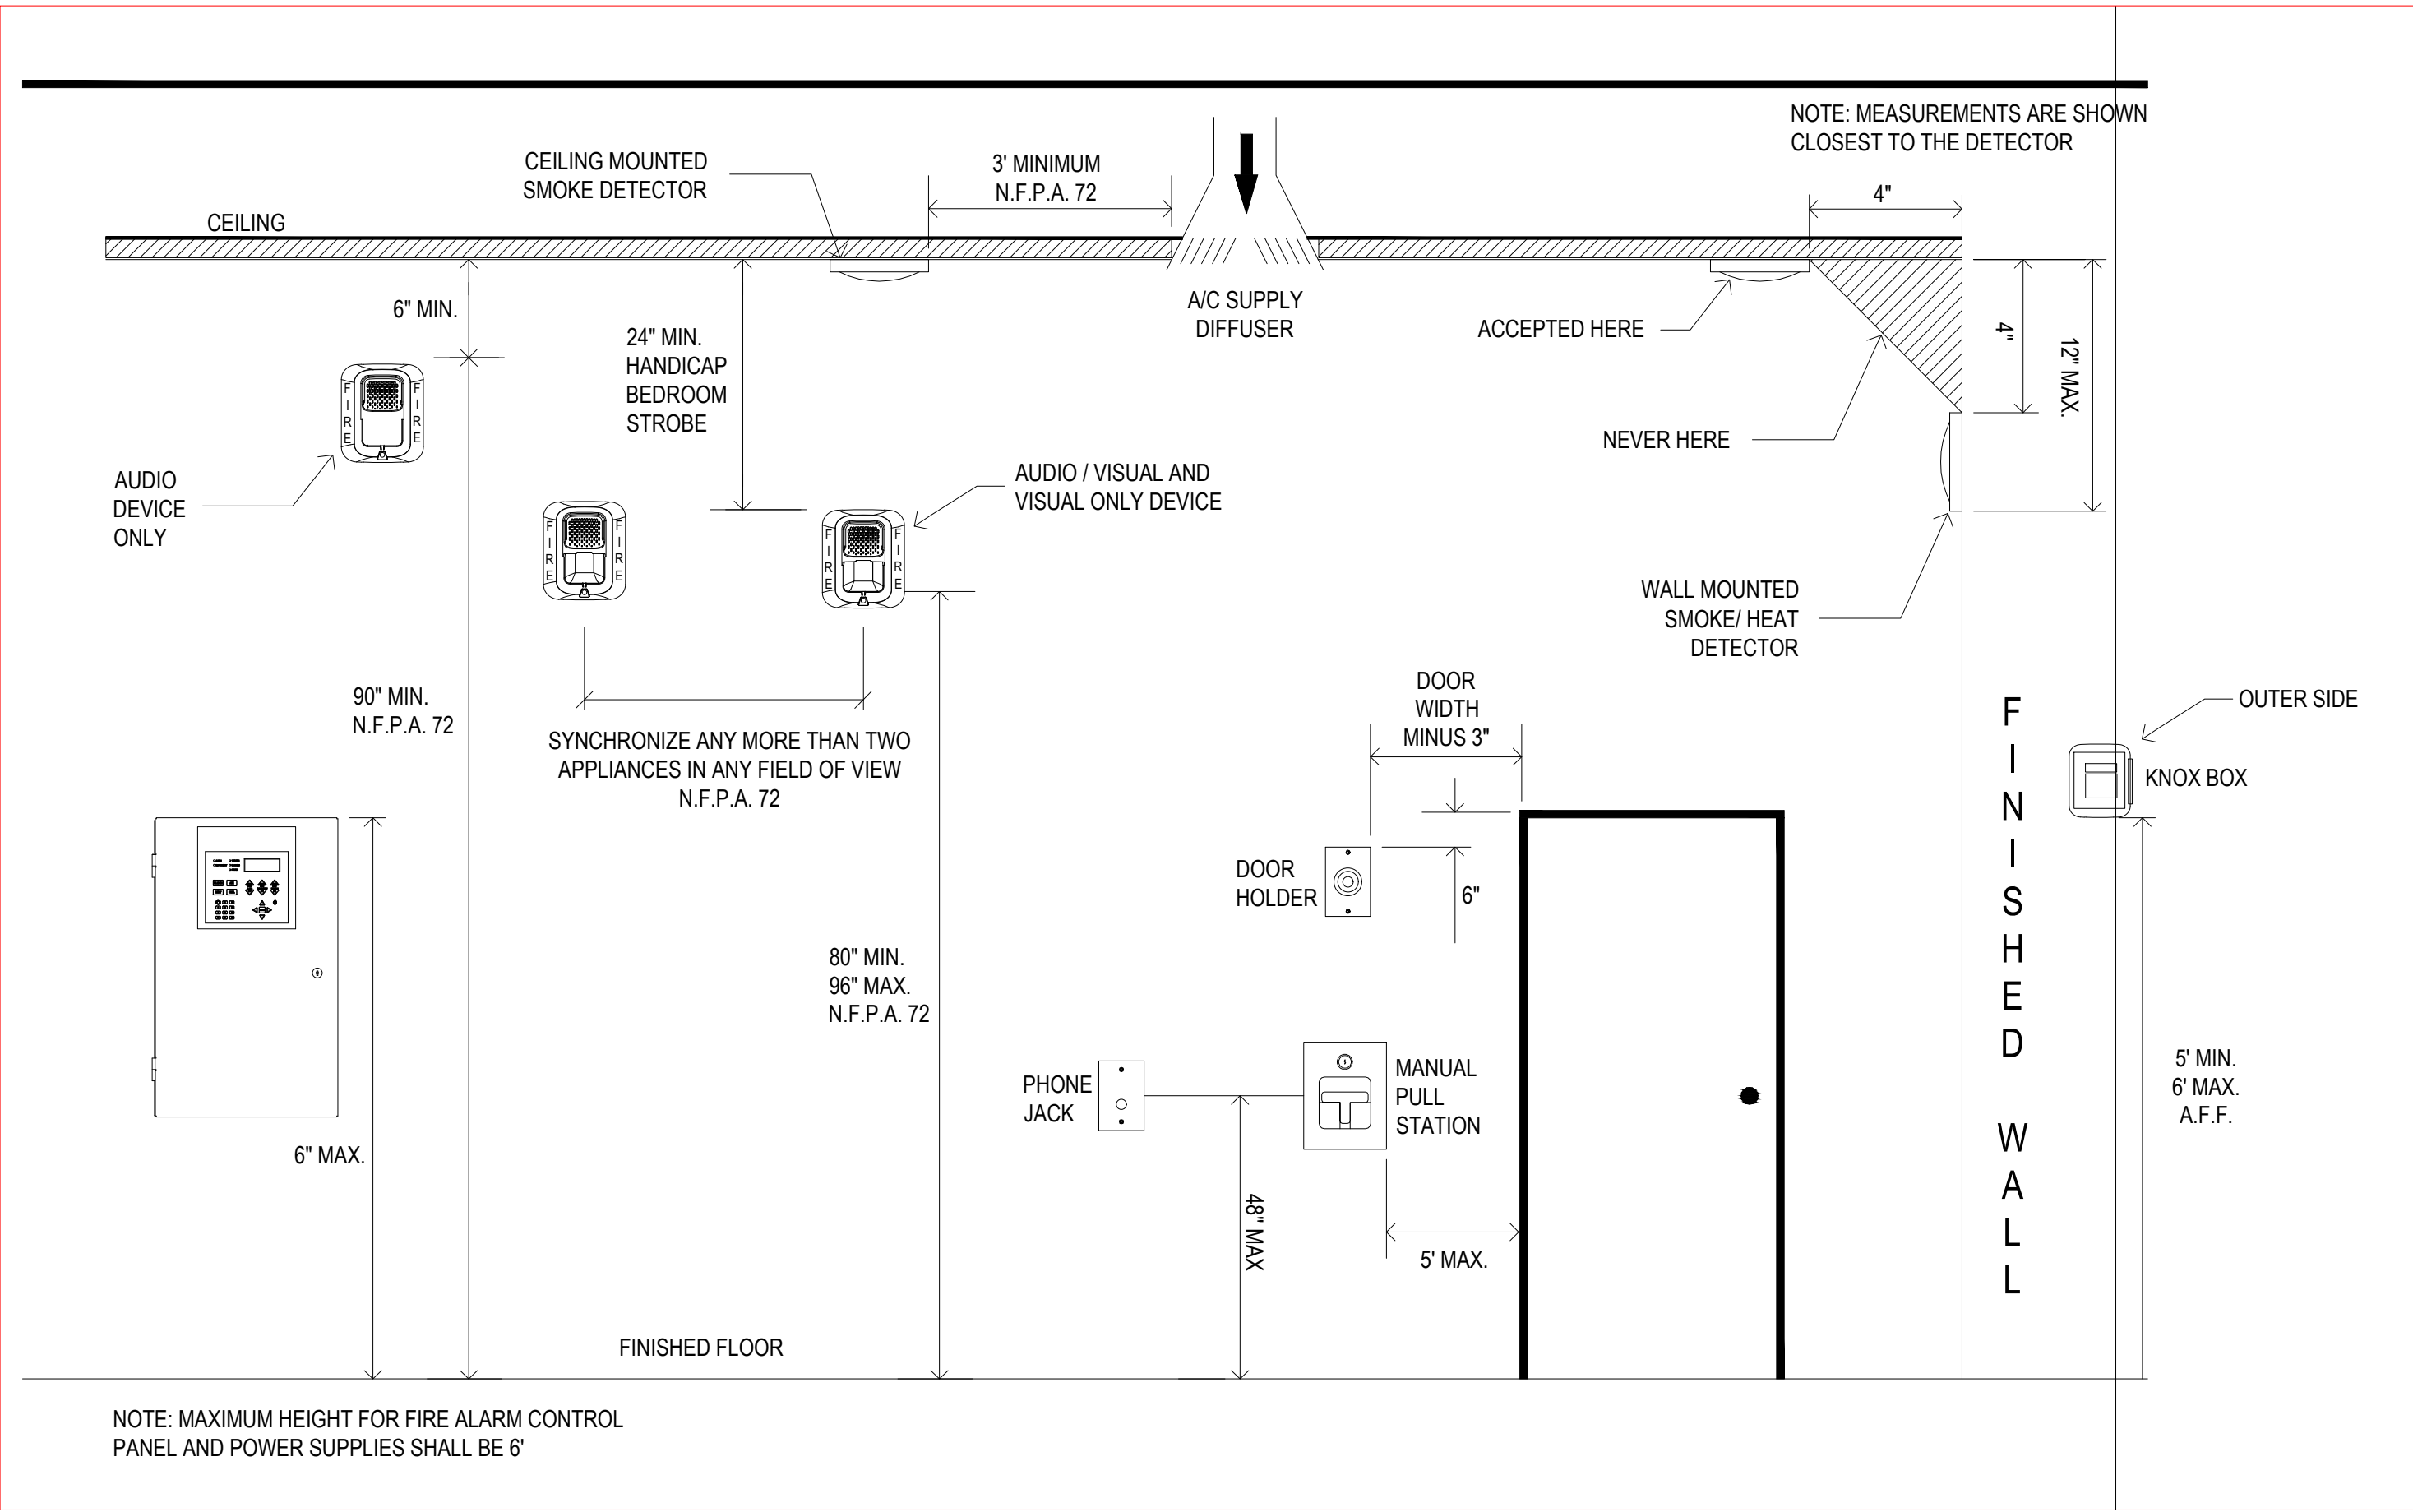 NOTE: MEASUREMENTS ARE SHOWN
CLOSEST TO THE DETECTOR
CEILING MOUNTED
SMOKE DETECTOR
3' MINIMUM
N.F.P.A. 72
4"
CEILING
6" MIN.
24" MIN.
HANDICAP
BEDROOM
STROBE
A/C SUPPLY
DIFFUSER
ACCEPTED HERE
4"
12" MAX.
NEVER HERE
FIRE
FIRE
AUDIO
DEVICE
ONLY
AUDIO / VISUAL AND
VISUAL ONLY DEVICE
FIRE
FIRE
FIRE
FIRE
WALL MOUNTED
SMOKE/ HEAT
DETECTOR
90" MIN.
N.F.P.A. 72
SYNCHRONIZE ANY MORE THAN TWO
APPLIANCES IN ANY FIELD OF VIEW
N.F.P.A. 72
DOOR
WIDTH
MINUS 3"
FINISHED WALL
OUTER SIDE
KNOX BOX
DOOR
HOLDER
6"
80" MIN.
96" MAX.
N.F.P.A. 72
PHONE
JACK
MANUAL
PULL
STATION
5' MIN.
6' MAX.
A.F.F.
6" MAX.
48" MAX
5' MAX.
FINISHED FLOOR
NOTE: MAXIMUM HEIGHT FOR FIRE ALARM CONTROL
PANEL AND POWER SUPPLIES SHALL BE 6'